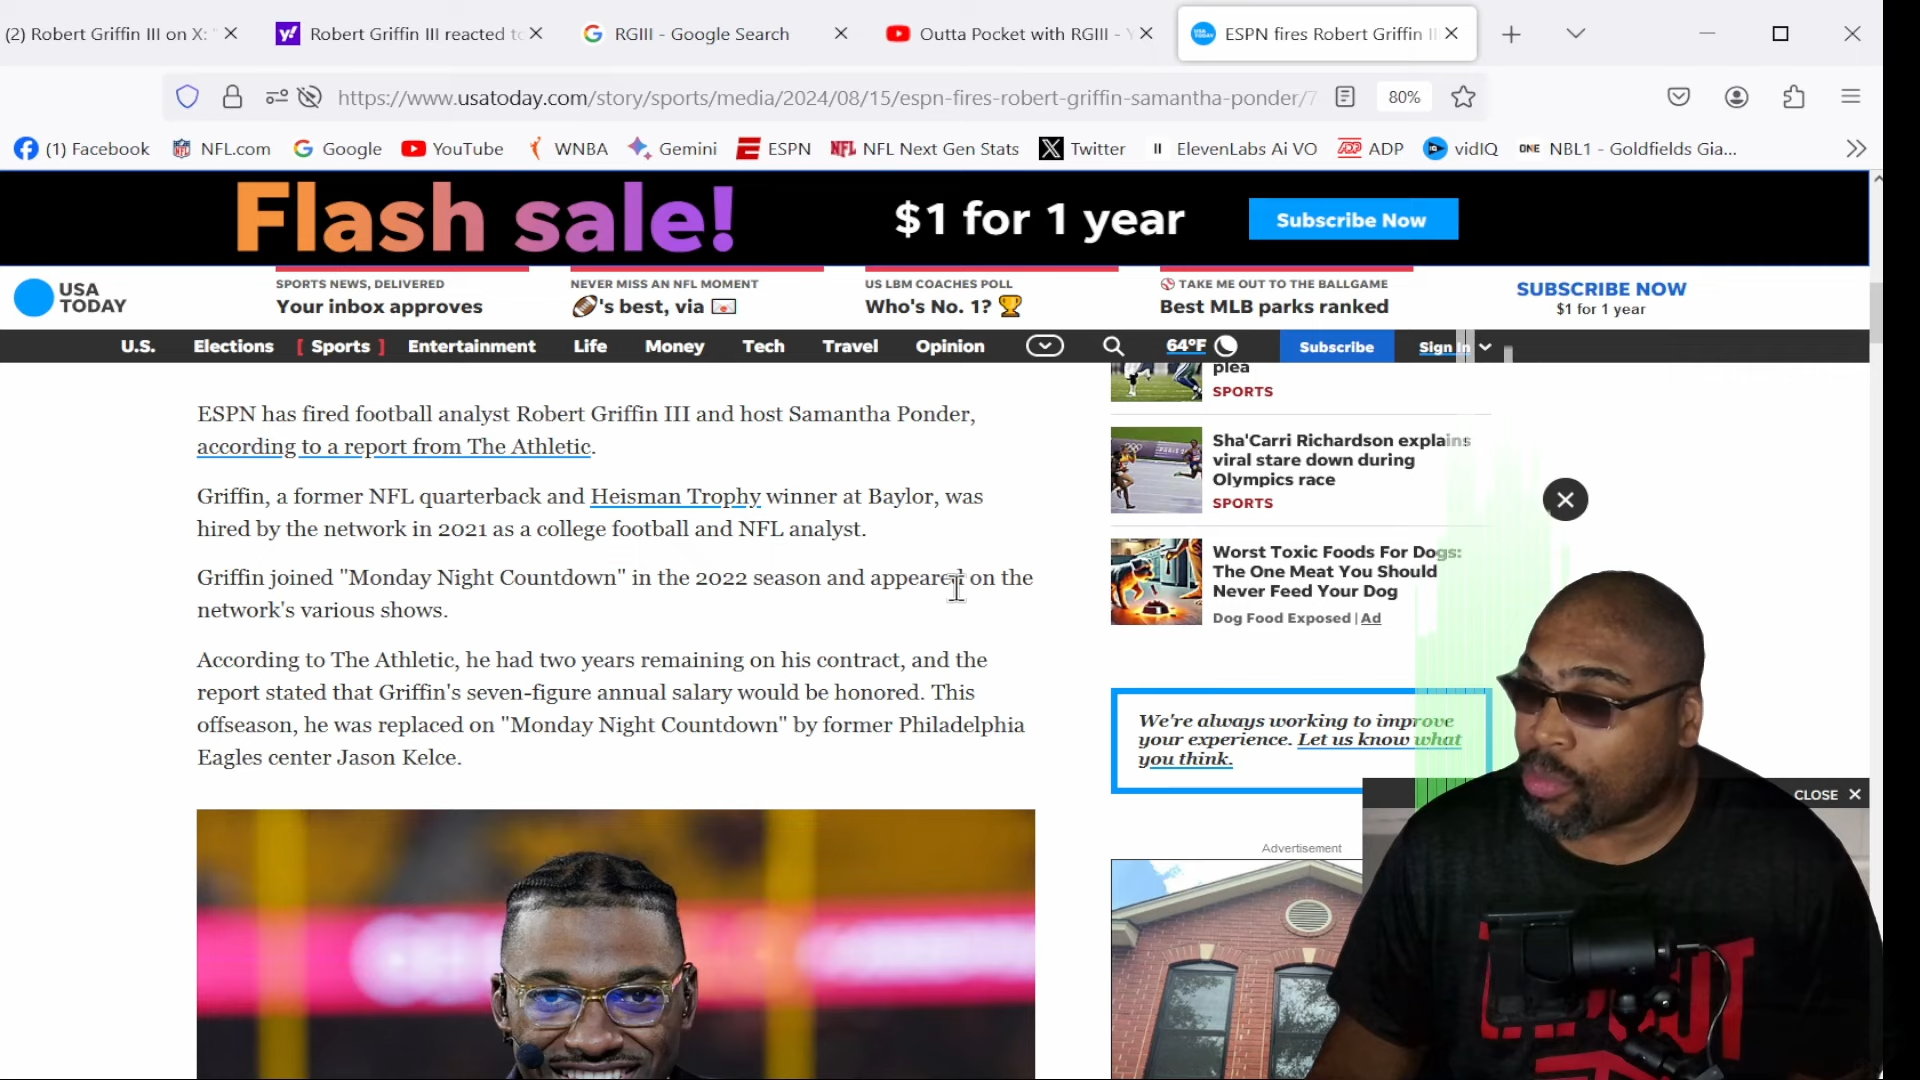 (2) Robert Griffin III on X: "
Robert Griffin III reacted to
RGIII - Google Search
Outta Pocket with RGIII - Y
ESPN fires Robert Griffin II
https://www.usatoday.com/story/sports/media/2024/08/15/espn-fires-robert-griffin-samantha-ponder/7
80%
(1) Facebook
NFL.com
Google
YouTube
WNBA
Gemini
ESPN
NFL Next Gen Stats
Twitter
ElevenLabs Ai VO
ADP
vidIQ
NBL1 - Goldfields Gia...
Flash sale!
$1 for 1 year
Subscribe Now
USA
TODAY
SPORTS NEWS, DELIVERED
Your inbox approves
NEVER MISS AN NFL MOMENT
🏈's best, via 💌
US LBM COACHES POLL
Who's No. 1? 🏆
⚾ TAKE ME OUT TO THE BALLGAME
Best MLB parks ranked
SUBSCRIBE NOW
$1 for 1 year
U.S.
Elections
[ Sports ]
Entertainment
Life
Money
Tech
Travel
Opinion
64°F
Subscribe
Sign In
ESPN has fired football analyst Robert Griffin III and host Samantha Ponder,
according to a report from The Athletic.
Griffin, a former NFL quarterback and Heisman Trophy winner at Baylor, was
hired by the network in 2021 as a college football and NFL analyst.
Griffin joined "Monday Night Countdown" in the 2022 season and appeared on the
network's various shows.
According to The Athletic, he had two years remaining on his contract, and the
report stated that Griffin's seven-figure annual salary would be honored. This
offseason, he was replaced on "Monday Night Countdown" by former Philadelphia
Eagles center Jason Kelce.
plea
SPORTS
Sha'Carri Richardson explains
viral stare down during
Olympics race
SPORTS
Worst Toxic Foods For Dogs:
The One Meat You Should
Never Feed Your Dog
Dog Food Exposed | Ad
We're always working to improve
your experience. Let us know what
you think.
CLOSE X
Advertisement